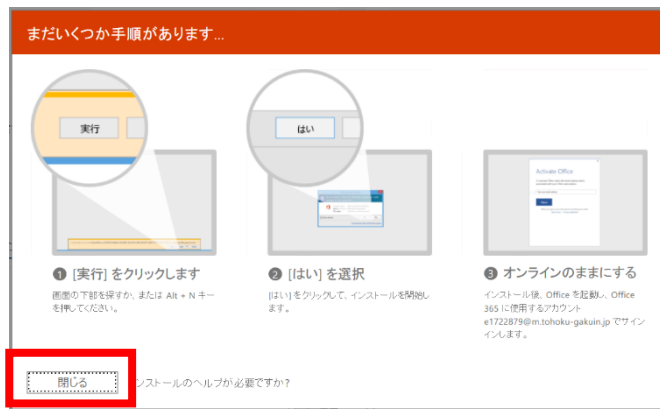 まだいくつか手順があります...
実行
はい
Activate Office
❶ [実行] をクリックします
画面の下部を探すか、または Alt + N キー
を押してください。
❷ [はい] を選択
[はい] をクリックして、インストールを開始し
ます。
❸ オンラインのままにする
インストール後、Office を起動し、Office
365 に使用するアカウント
e1722879@m.tohoku-gakuin.jp でサイン
インします。
閉じる
ンストールのヘルプが必要ですか?